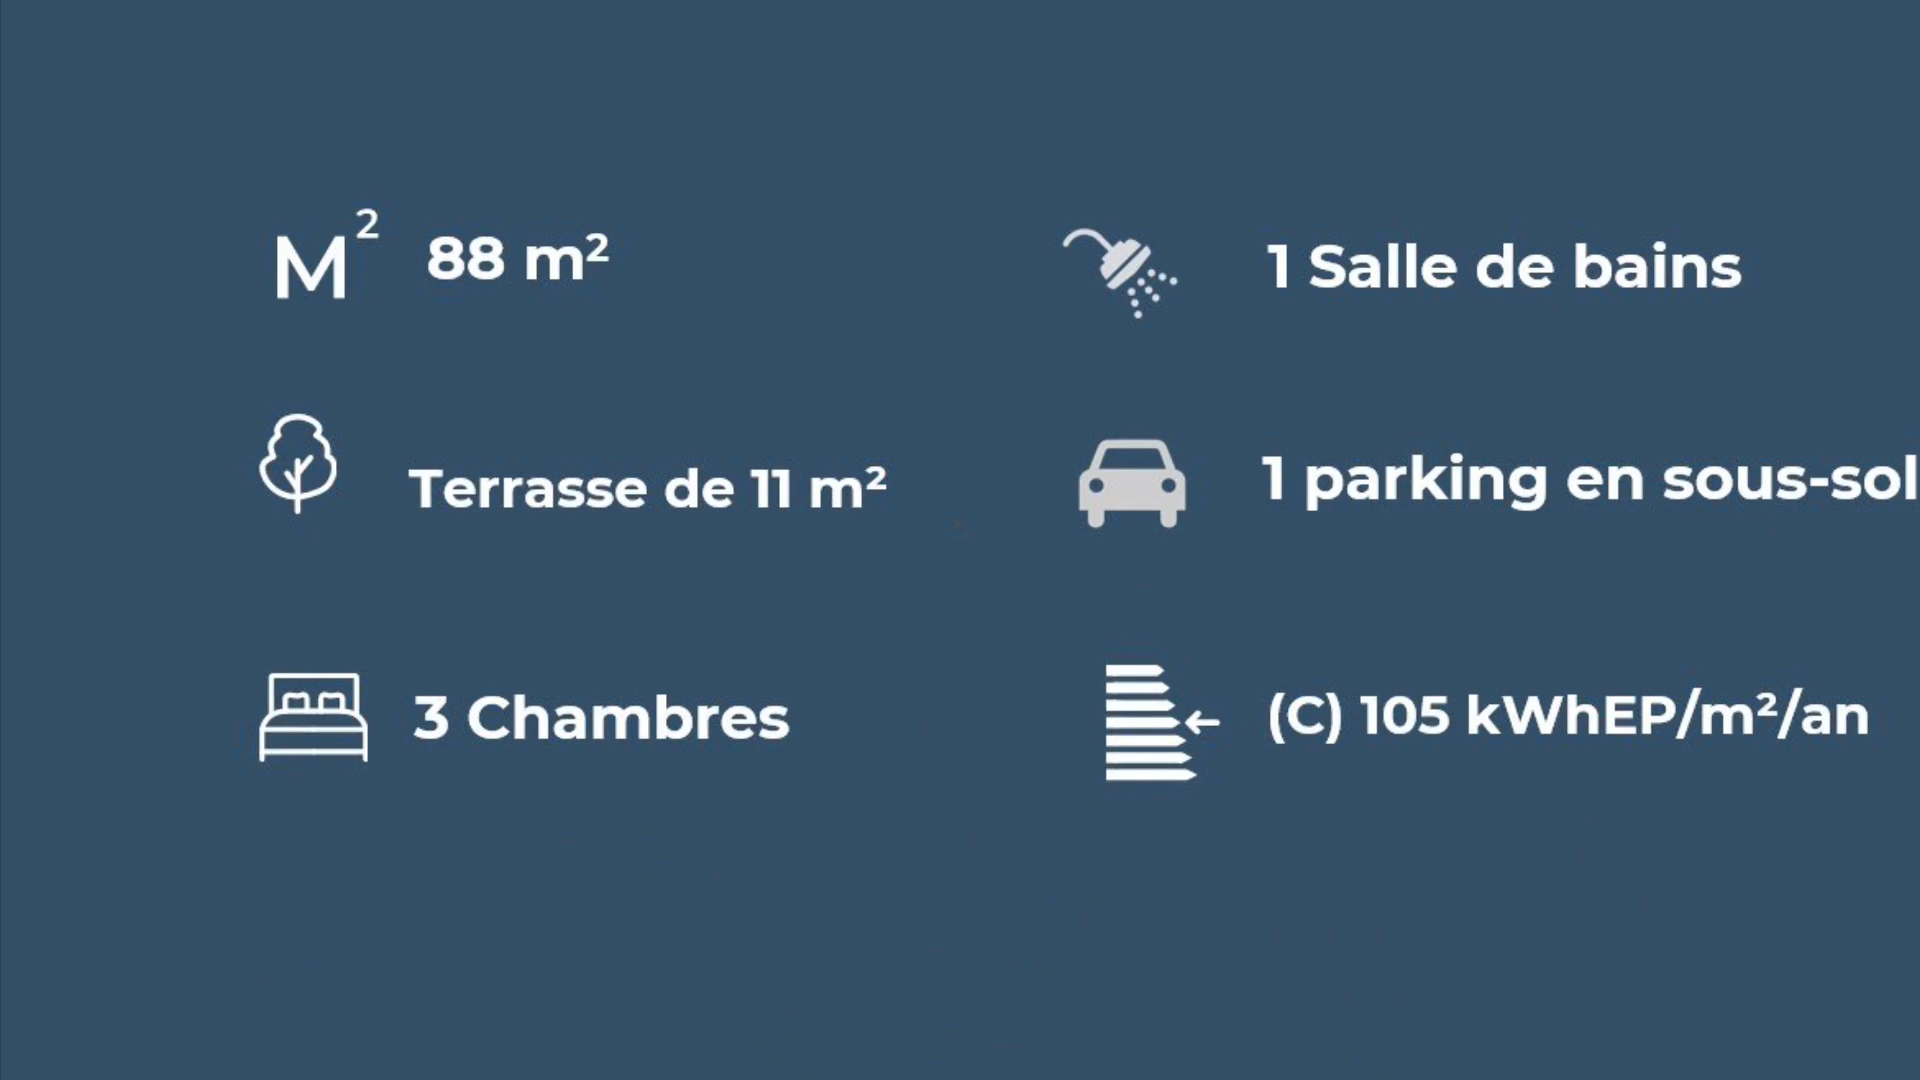 M² 88 m²
1 Salle de bains
Terrasse de 11 m²
1 parking en sous-sol
3 Chambres
(C) 105 kWhEP/m²/an